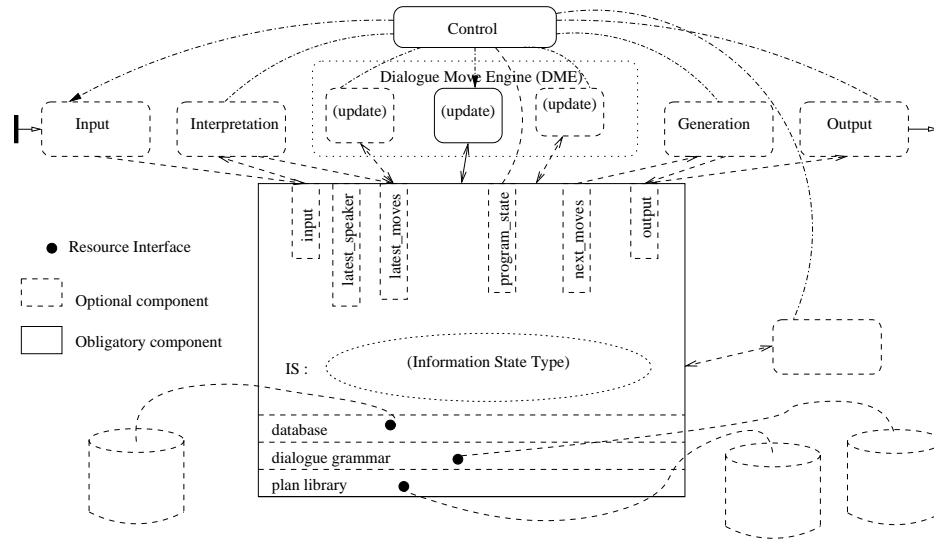 Control
Dialogue Move Engine (DME)
Input
Interpretation
(update)
(update)
(update)
Generation
Output
input
latest_speaker
latest_moves
program_state
next_moves
output
Resource Interface
Optional component
Obligatory component
IS :
(Information State Type)
database
dialogue grammar
plan library